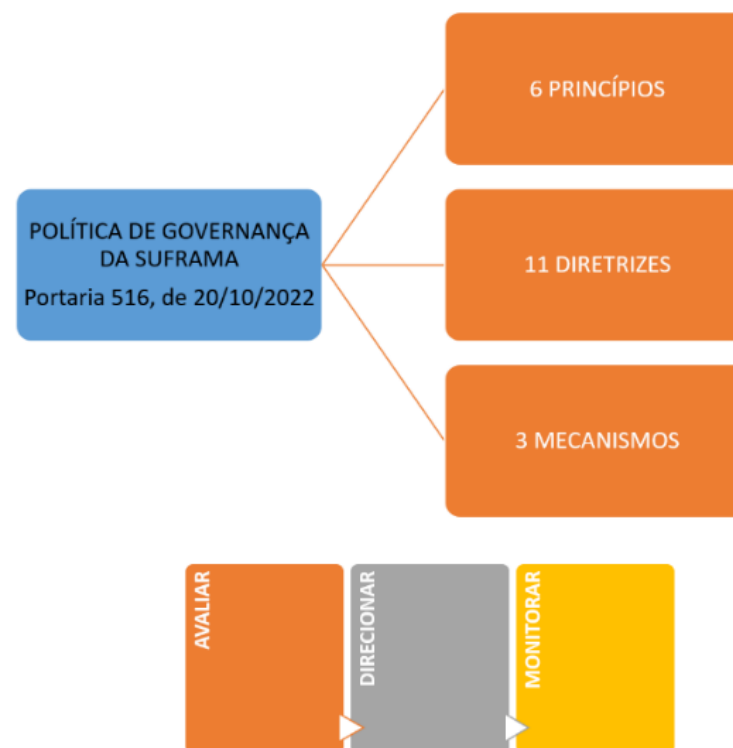 6 PRINCÍPIOS
POLÍTICA DE GOVERNANÇA
DA SUFRAMA
Portaria 516, de 20/10/2022
11 DIRETRIZES
3 MECANISMOS
AVALIAR
DIRECIONAR
MONITORAR